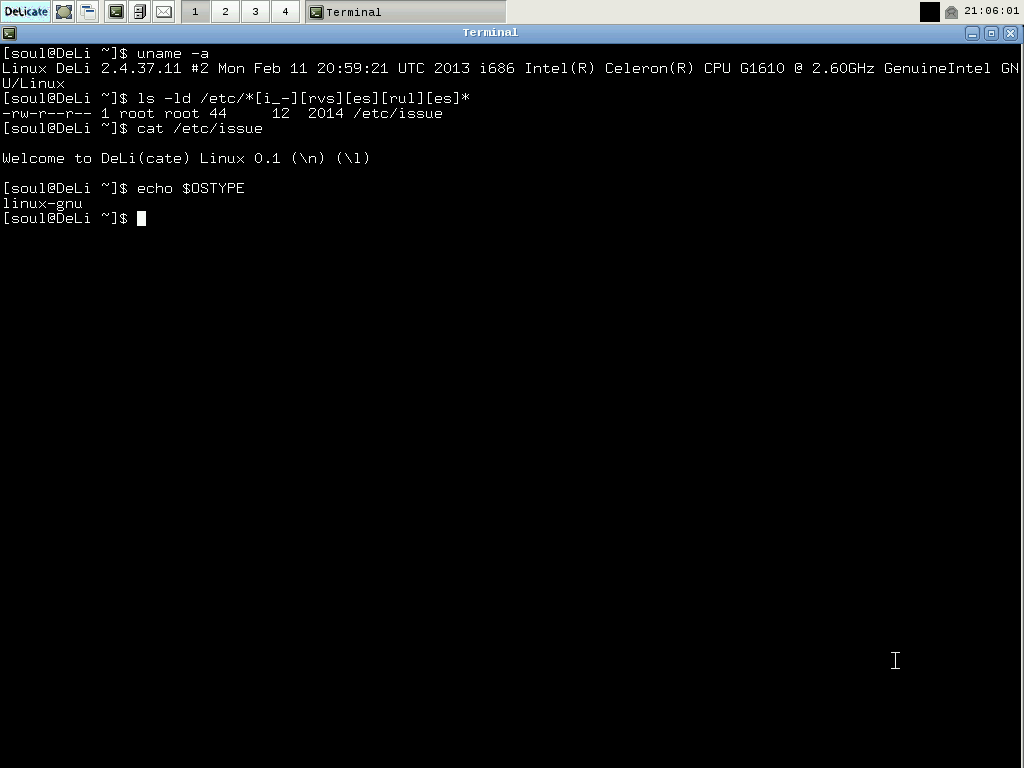 DeLicate 1 2 3 4 Terminal 21:06:01
Terminal
[soul@DeLi ~]$ uname -a
Linux DeLi 2.4.37.11 #2 Mon Feb 11 20:59:21 UTC 2013 i686 Intel(R) Celeron(R) CPU G1610 @ 2.60GHz GenuineIntel GN
U/Linux
[soul@DeLi ~]$ ls -ld /etc/*[i_-][rvs][es][rul][es]*
-rw-r--r-- 1 root root 44     12  2014 /etc/issue
[soul@DeLi ~]$ cat /etc/issue
Welcome to DeLi(cate) Linux 0.1 (\n) (\l)
[soul@DeLi ~]$ echo $OSTYPE
linux-gnu
[soul@DeLi ~]$